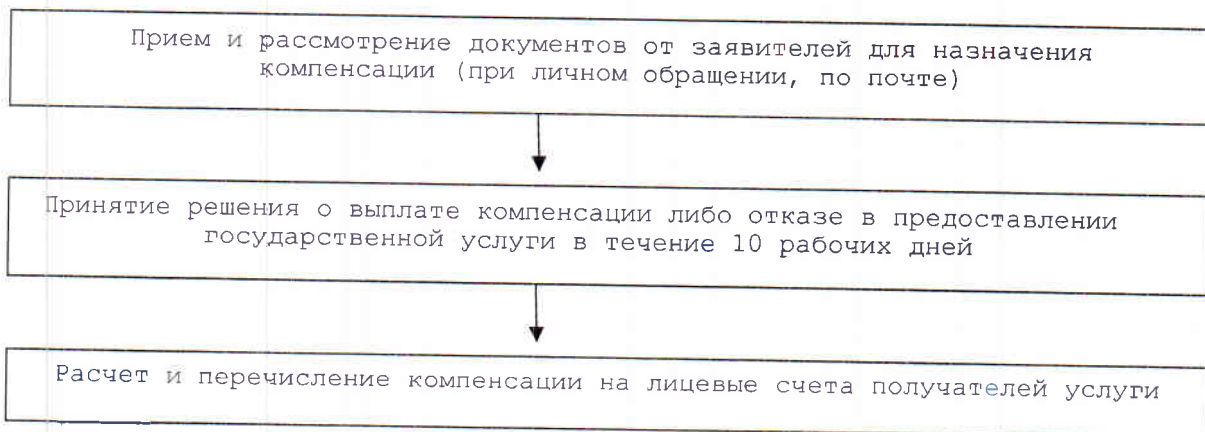 Прием и рассмотрение документов от заявителей для назначения
компенсации (при личном обращении, по почте)
Принятие решения о выплате компенсации либо отказе в предоставлении
государственной услуги в течение 10 рабочих дней
Расчет и перечисление компенсации на лицевые счета получателей услуги